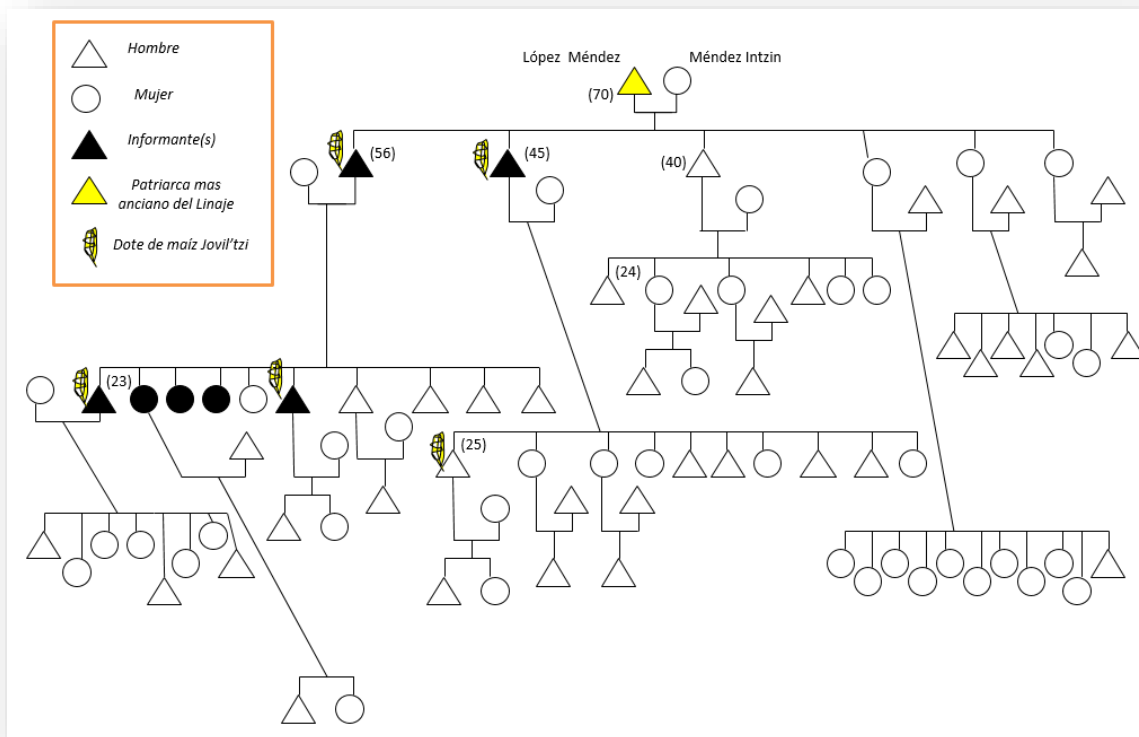 Hombre
Mujer
Informante(s)
Patriarca mas
anciano del Linaje
Dote de maíz Jovil'tzi
López Méndez
Méndez Intzin
(70)
(56)
(45)
(40)
(24)
(23)
(25)